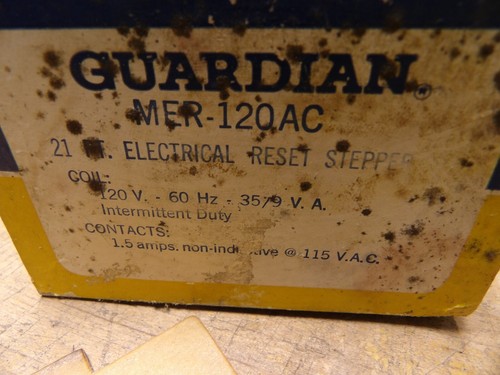 GUARDIAN®
MER-120AC
21 PT. ELECTRICAL RESET STEPPER
COIL:
120 V. - 60 Hz - 35/9 V. A.
Intermittent Duty
CONTACTS:
1.5 amps. non-inductive @ 115 V.A.C.